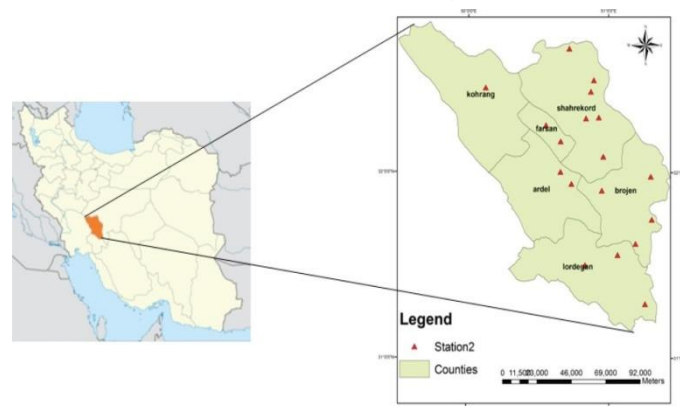 kohrang
shahrekord
farsan
ardel
brojen
lordegan
Legend
Station2
Counties
0 11,500 23,000 46,000 69,000 92,000
Meters